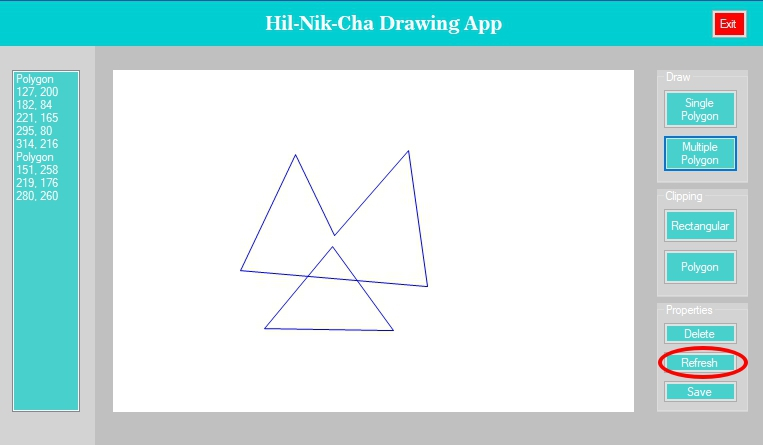 Hil-Nik-Cha Drawing App
Exit
Polygon
127, 200
182, 84
221, 165
295, 80
314, 216
Polygon
151, 258
219, 176
280, 260
Draw
Single
Polygon
Multiple
Polygon
Clipping
Rectangular
Polygon
Properties
Delete
Refresh
Save